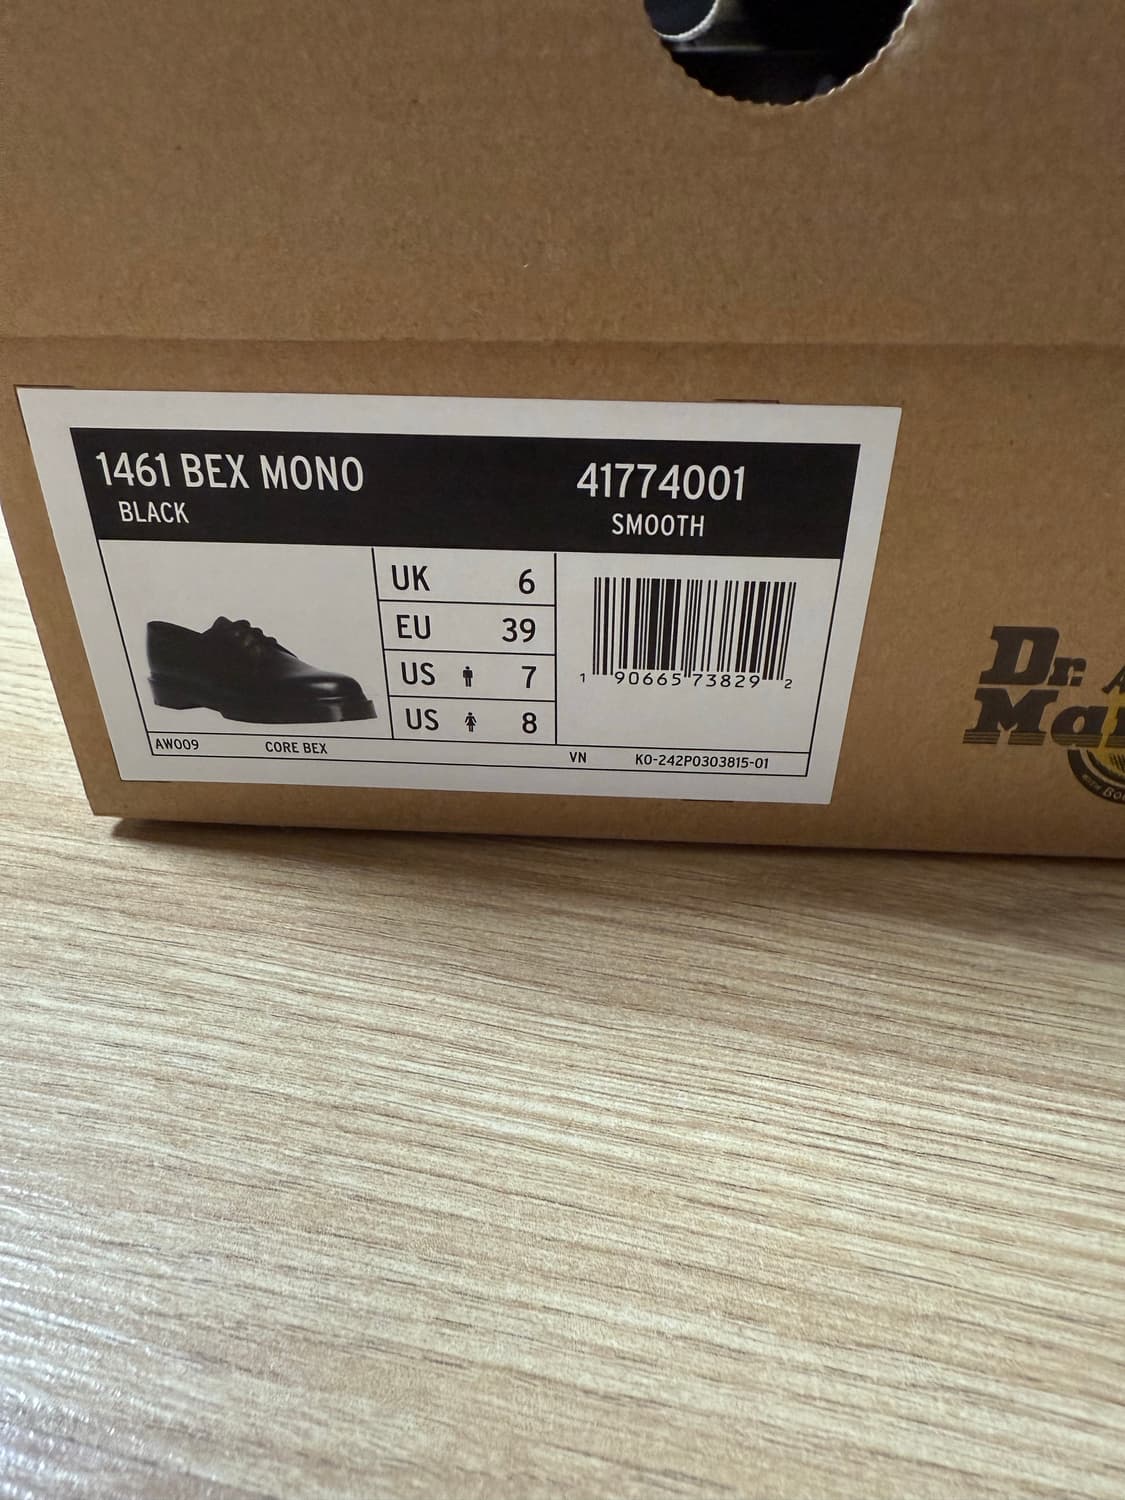 1461 BEX MONO 41774001
BLACK SMOOTH
UK 6
EU 39
US 7
US 8
1 90665 73829 2
AW009 CORE BEX VN KO-242P0303815-01
Dr.